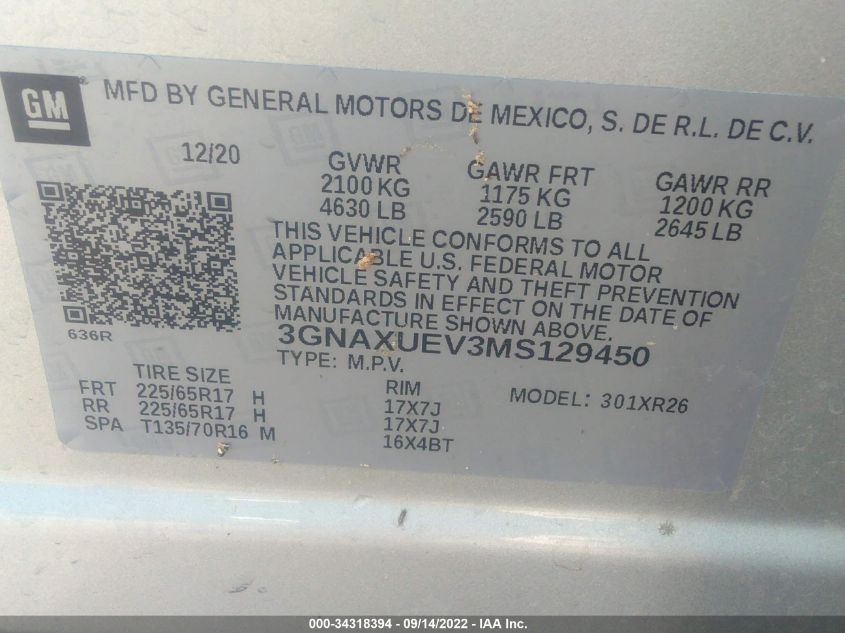 GM
MFD BY GENERAL MOTORS DE MEXICO, S. DE R.L. DE C.V.
12/20 GVWR GAWR FRT GAWR RR
2100 KG 1175 KG 1200 KG
4630 LB 2590 LB 2645 LB
THIS VEHICLE CONFORMS TO ALL
APPLICABLE U.S. FEDERAL MOTOR
VEHICLE SAFETY AND THEFT PREVENTION
STANDARDS IN EFFECT ON THE DATE OF
MANUFACTURE SHOWN ABOVE.
636R
3GNAXUEV3MS129450
TYPE: M.P.V.
TIRE SIZE RIM MODEL: 301XR26
FRT 225/65R17 H 17X7J
RR 225/65R17 H 17X7J
SPA T135/70R16 M 16X4BT
000-34318394 - 09/14/2022 - IAA Inc.